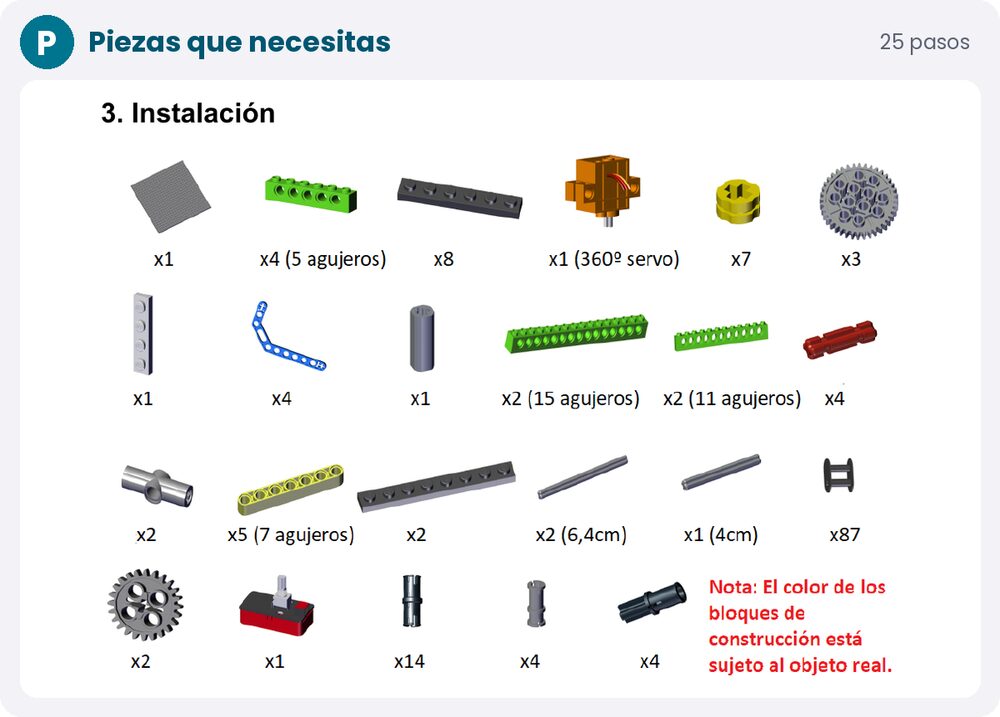 P Piezas que necesitas 25 pasos
3. Instalación
x1 x4 (5 agujeros) x8 x1 (360º servo) x7 x3
x1 x4 x1 x2 (15 agujeros) x2 (11 agujeros) x4
x2 x5 (7 agujeros) x2 x2 (6,4cm) x1 (4cm) x87
Nota: El color de los
bloques de
construcción está
sujeto al objeto real.
x2 x1 x14 x4 x4